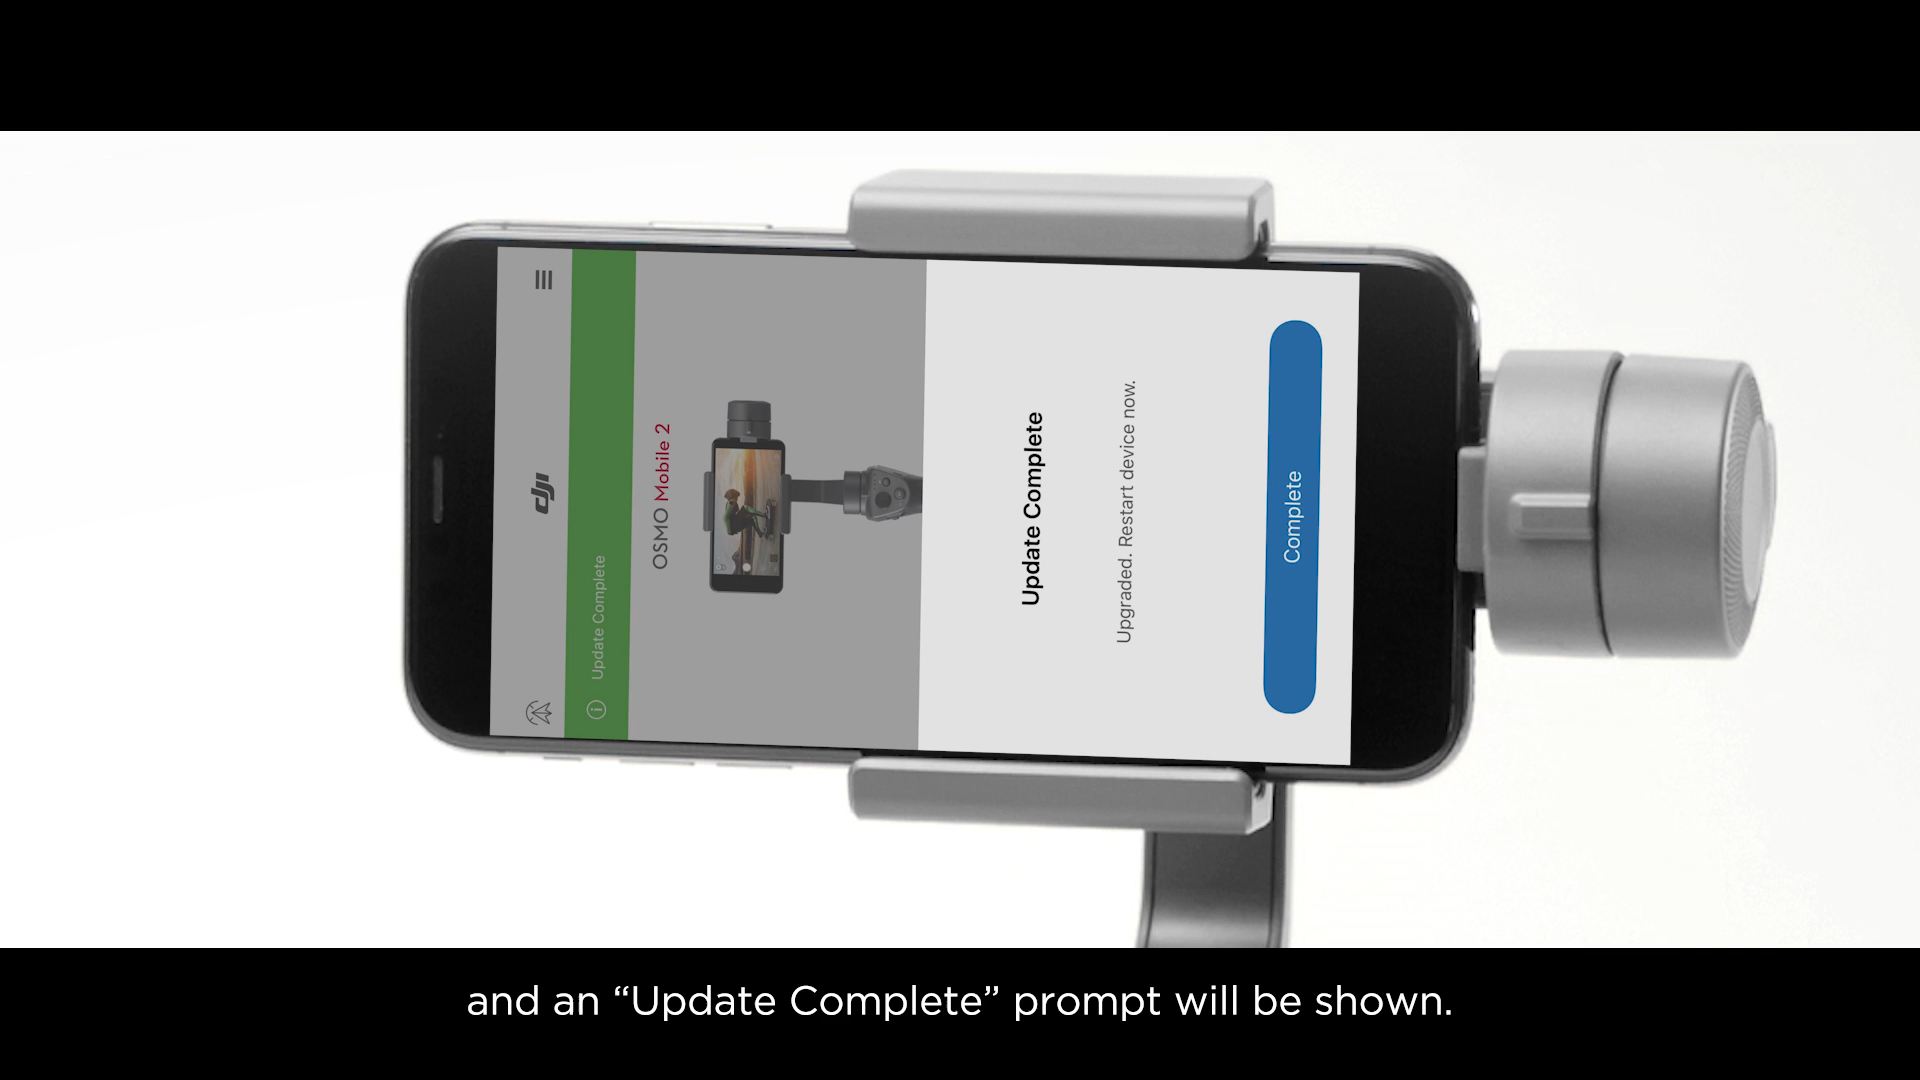 dji
Update Complete
OSMO Mobile 2
Update Complete
Upgraded. Restart device now.
Complete
and an “Update Complete” prompt will be shown.